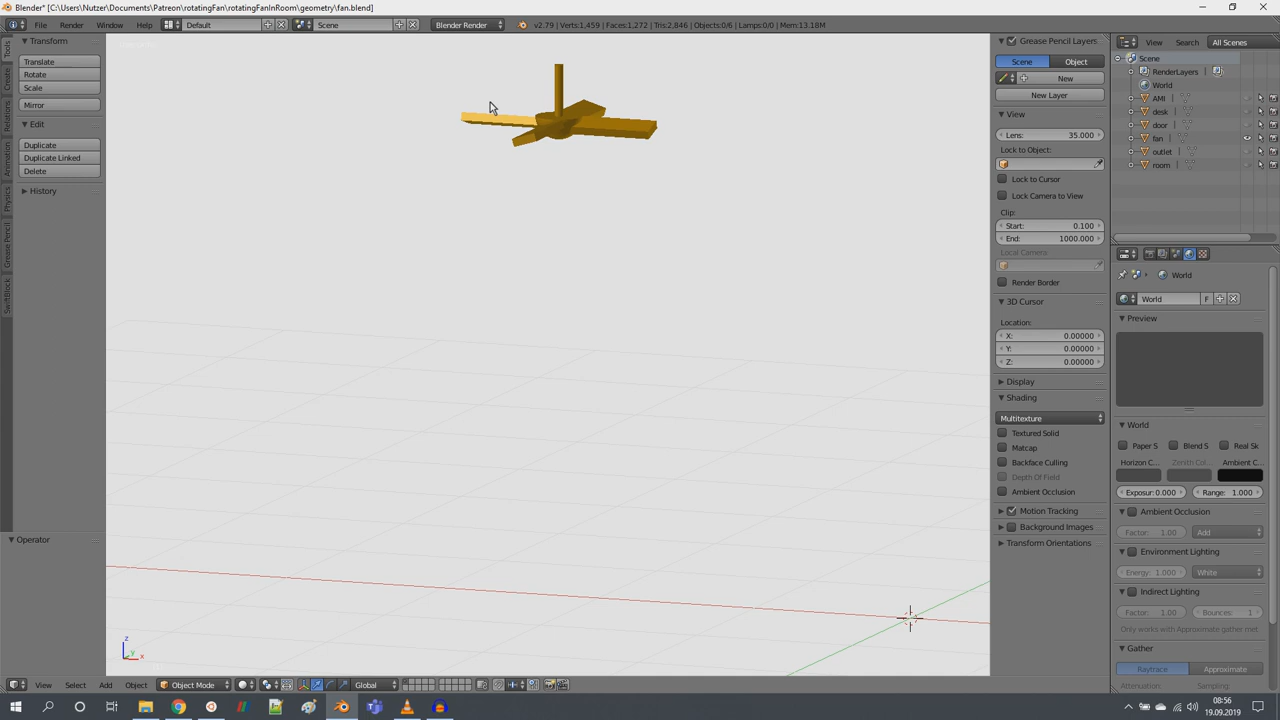 Blender* [C:\Users\Nutzer\Documents\Patreon\rotatingFan\rotatingFanInRoom\geometry\fan.blend]
File Render Window Help Default Scene Blender Render v2.79 | Verts:1,459 | Faces:1,272 | Tris:2,846 | Objects:0/6 | Lamps:0/0 | Mem:13.18M
Transform
Translate
Rotate
Scale
Mirror
Edit
Duplicate
Duplicate Linked
Delete
History
Operator
Tools
Create
Relations
Animation
Physics
Grease Pencil
SwiftBlock
z
Y x
View Select Add Object Object Mode Global
Grease Pencil Layers
Scene Object
New
New Layer
View
Lens: 35.000
Lock to Object:
Lock to Cursor
Lock Camera to View
Clip:
Start: 0.100
End: 1000.000
Local Camera:
Render Border
3D Cursor
Location:
X: 0.00000
Y: 0.00000
Z: 0.00000
Display
Shading
Multitexture
Textured Solid
Matcap
Backface Culling
Depth Of Field
Ambient Occlusion
Motion Tracking
Background Images
Transform Orientations
View Search All Scenes
Scene
RenderLayers
World
AMI
desk
door
fan
outlet
room
World
World F
Preview
World
Paper S Blend S Real Sk
Horizon C... Zenith Col... Ambient C...
Exposur: 0.000 Range: 1.000
Ambient Occlusion
Factor: 1.00 Add
Environment Lighting
Energy: 1.000 White
Indirect Lighting
Factor: 1.00 Bounces: 1
Only works with Approximate gather met
Gather
Raytrace Approximate
Attenuation: Sampling:
08:56
19.09.2019